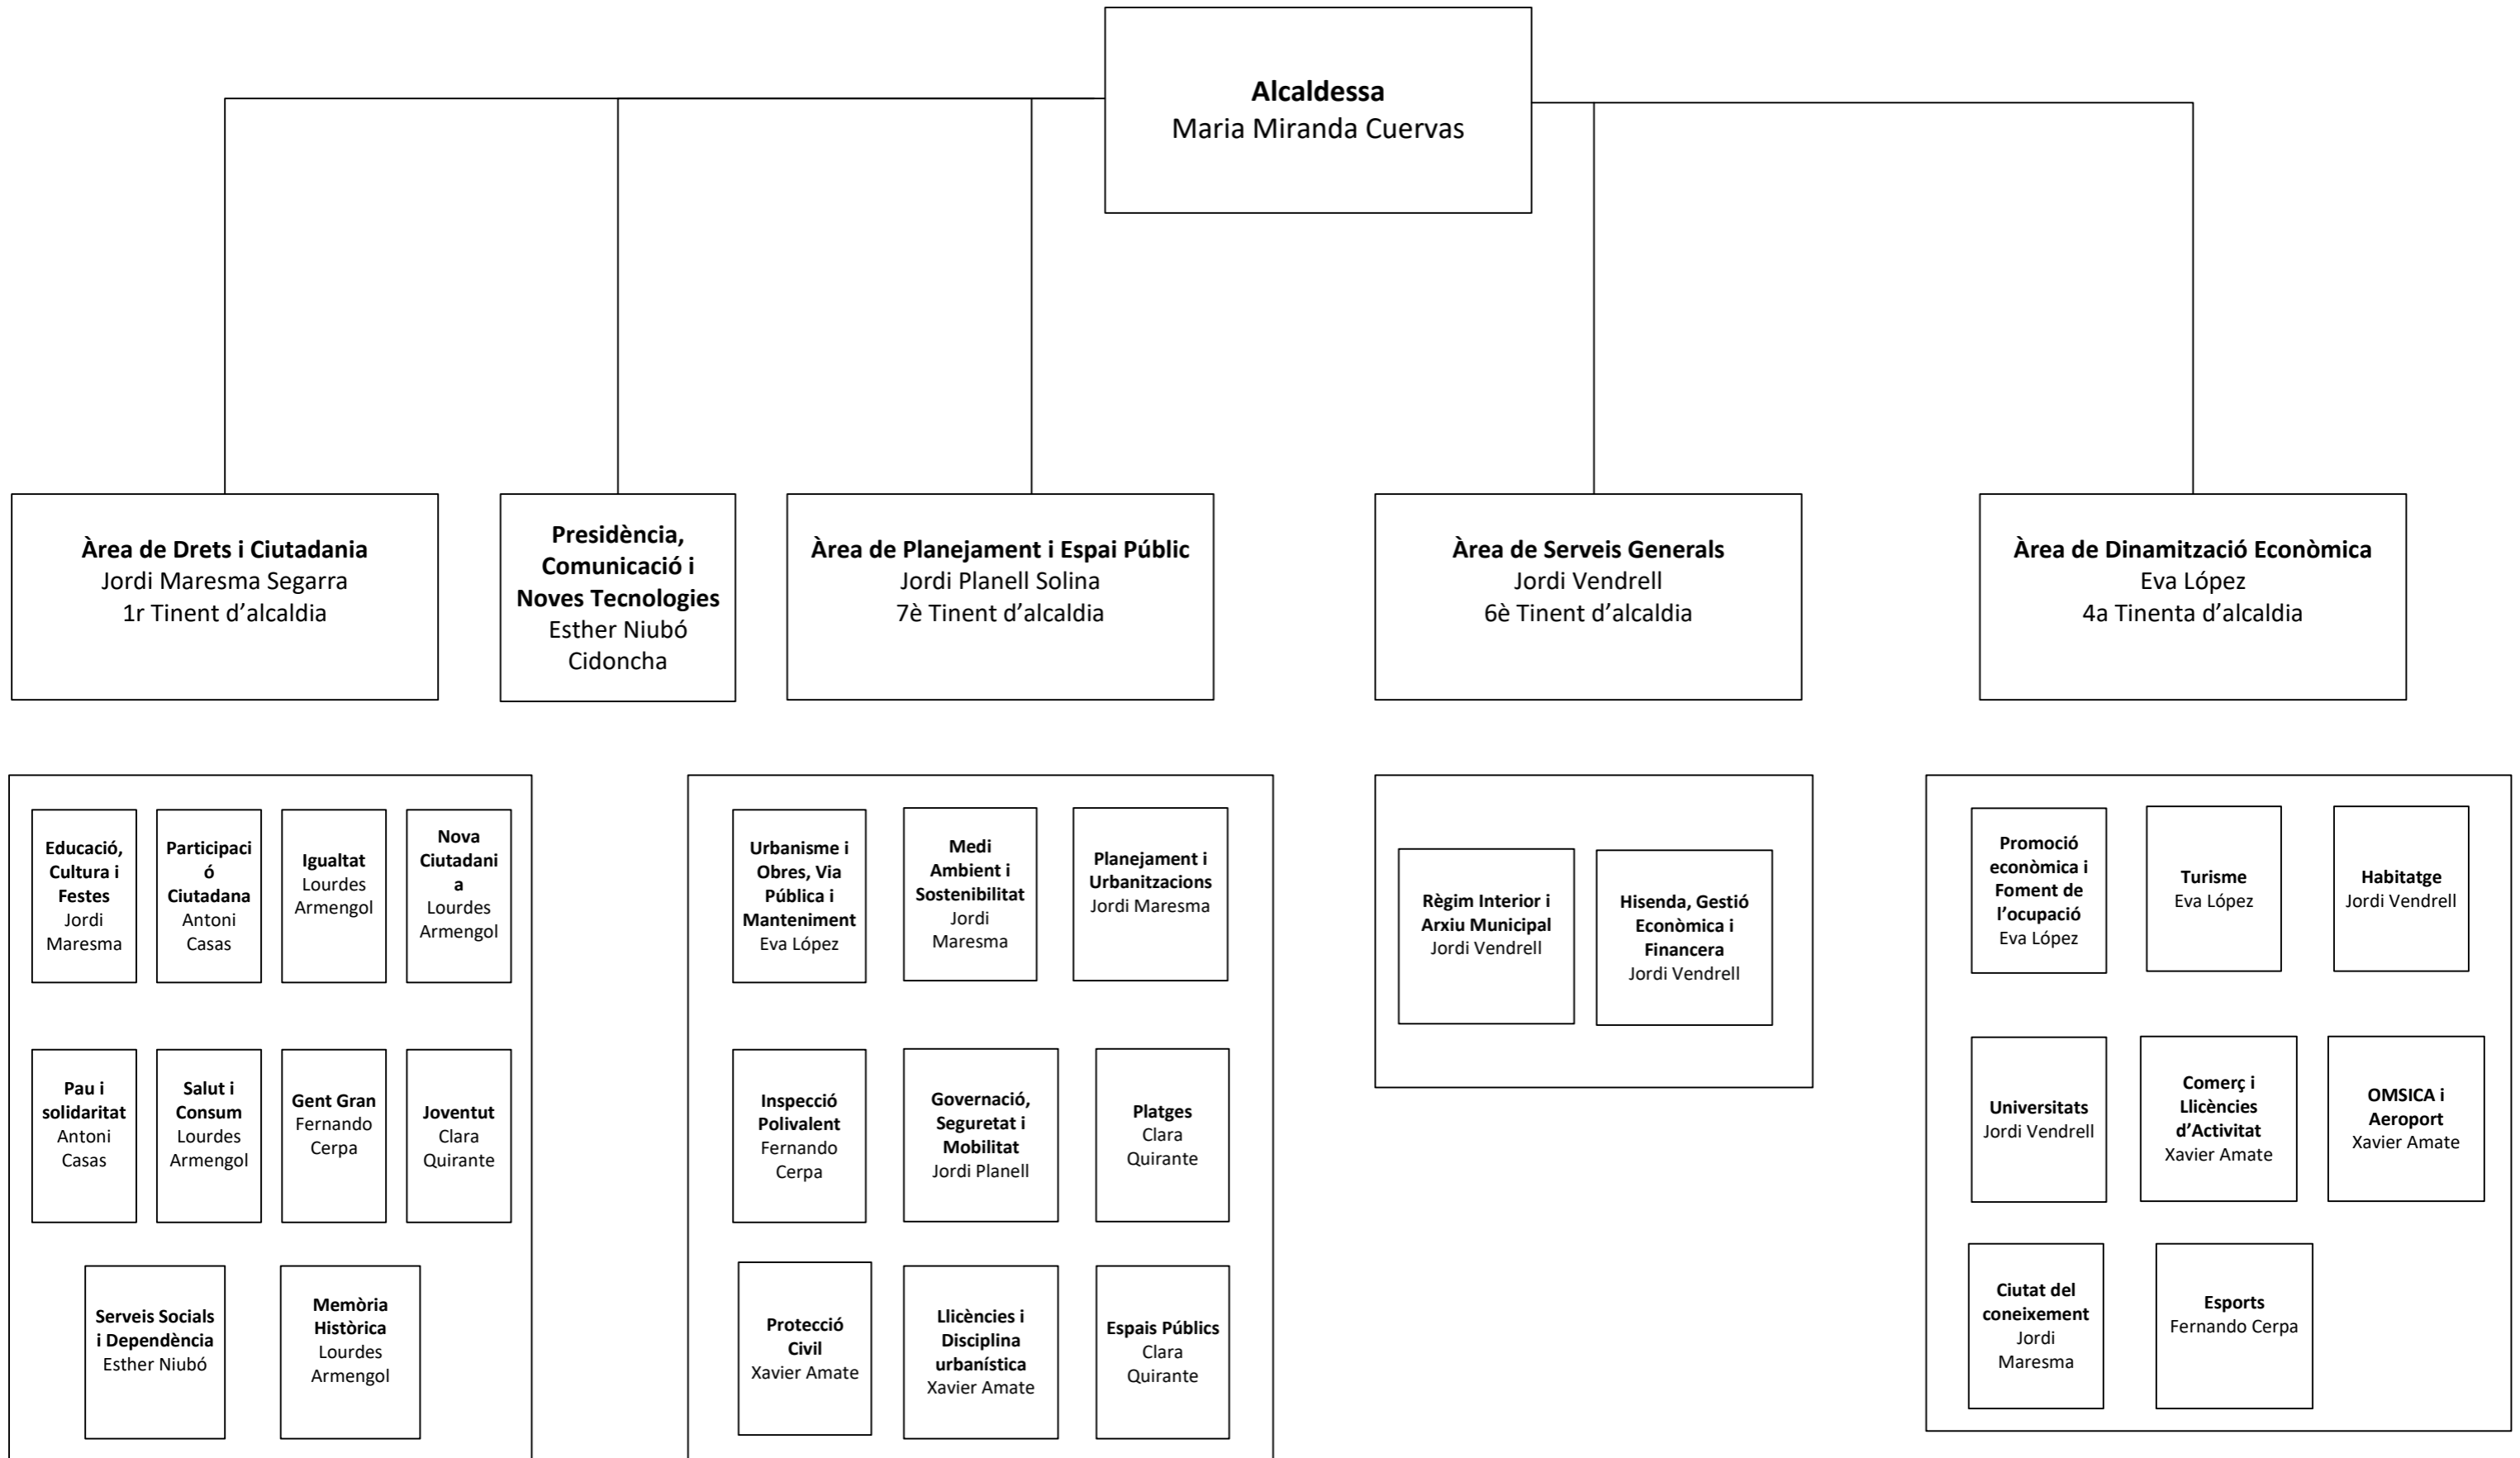 Alcaldessa
Maria Miranda Cuervas
Àrea de Drets i Ciutadania
Jordi Maresma Segarra
1r Tinent d’alcaldia
Presidència,
Comunicació i
Noves Tecnologies
Esther Niubó
Cidoncha
Àrea de Planejament i Espai Públic
Jordi Planell Solina
7è Tinent d’alcaldia
Àrea de Serveis Generals
Jordi Vendrell
6è Tinent d’alcaldia
Àrea de Dinamització Econòmica
Eva López
4a Tinenta d’alcaldia
Educació,
Cultura i
Festes
Jordi
Maresma
Participaci
ó
Ciutadana
Antoni
Casas
Igualtat
Lourdes
Armengol
Nova
Ciutadani
a
Lourdes
Armengol
Pau i
solidaritat
Antoni
Casas
Salut i
Consum
Lourdes
Armengol
Gent Gran
Fernando
Cerpa
Joventut
Clara
Quirante
Serveis Socials
i Dependència
Esther Niubó
Memòria
Històrica
Lourdes
Armengol
Urbanisme i
Obres, Via
Pública i
Manteniment
Eva López
Medi
Ambient i
Sostenibilitat
Jordi
Maresma
Planejament i
Urbanitzacions
Jordi Maresma
Inspecció
Polivalent
Fernando
Cerpa
Governació,
Seguretat i
Mobilitat
Jordi Planell
Platges
Clara
Quirante
Protecció
Civil
Xavier Amate
Llicències i
Disciplina
urbanística
Xavier Amate
Espais Públics
Clara
Quirante
Règim Interior i
Arxiu Municipal
Jordi Vendrell
Hisenda, Gestió
Econòmica i
Financera
Jordi Vendrell
Promoció
econòmica i
Foment de
l’ocupació
Eva López
Turisme
Eva López
Habitatge
Jordi Vendrell
Universitats
Jordi Vendrell
Comerç i
Llicències
d’Activitat
Xavier Amate
OMSICA i
Aeroport
Xavier Amate
Ciutat del
coneixement
Jordi
Maresma
Esports
Fernando Cerpa